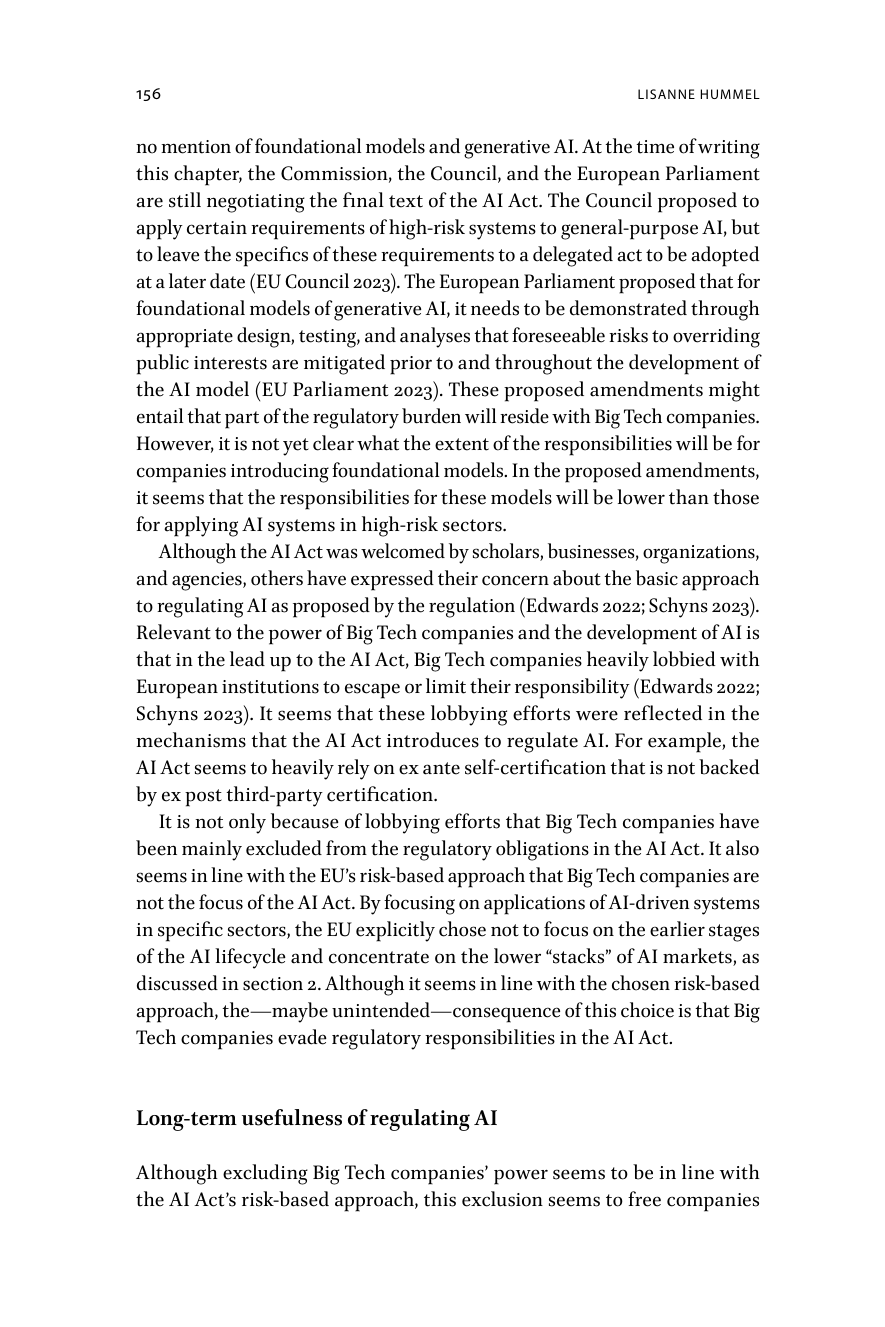 156
LISANNE HUMMEL
no mention of foundational models and generative AI. At the time of writing
this chapter, the Commission, the Council, and the European Parliament
are still negotiating the final text of the AI Act. The Council proposed to
apply certain requirements of high-risk systems to general-purpose AI, but
to leave the specifics of these requirements to a delegated act to be adopted
at a later date (EU Council 2023). The European Parliament proposed that for
foundational models of generative AI, it needs to be demonstrated through
appropriate design, testing, and analyses that foreseeable risks to overriding
public interests are mitigated prior to and throughout the development of
the AI model (EU Parliament 2023). These proposed amendments might
entail that part of the regulatory burden will reside with Big Tech companies.
However, it is not yet clear what the extent of the responsibilities will be for
companies introducing foundational models. In the proposed amendments,
it seems that the responsibilities for these models will be lower than those
for applying AI systems in high-risk sectors.
Although the AI Act was welcomed by scholars, businesses, organizations,
and agencies, others have expressed their concern about the basic approach
to regulating AI as proposed by the regulation (Edwards 2022; Schyns 2023).
Relevant to the power of Big Tech companies and the development of AI is
that in the lead up to the AI Act, Big Tech companies heavily lobbied with
European institutions to escape or limit their responsibility (Edwards 2022;
Schyns 2023). It seems that these lobbying efforts were reflected in the
mechanisms that the AI Act introduces to regulate AI. For example, the
AI Act seems to heavily rely on ex ante self-certification that is not backed
by ex post third-party certification.
It is not only because of lobbying efforts that Big Tech companies have
been mainly excluded from the regulatory obligations in the AI Act. It also
seems in line with the EU’s risk-based approach that Big Tech companies are
not the focus of the AI Act. By focusing on applications of AI-driven systems
in specific sectors, the EU explicitly chose not to focus on the earlier stages
of the AI lifecycle and concentrate on the lower “stacks” of AI markets, as
discussed in section 2. Although it seems in line with the chosen risk-based
approach, the—maybe unintended—consequence of this choice is that Big
Tech companies evade regulatory responsibilities in the AI Act.
Long-term usefulness of regulating AI
Although excluding Big Tech companies’ power seems to be in line with
the AI Act’s risk-based approach, this exclusion seems to free companies